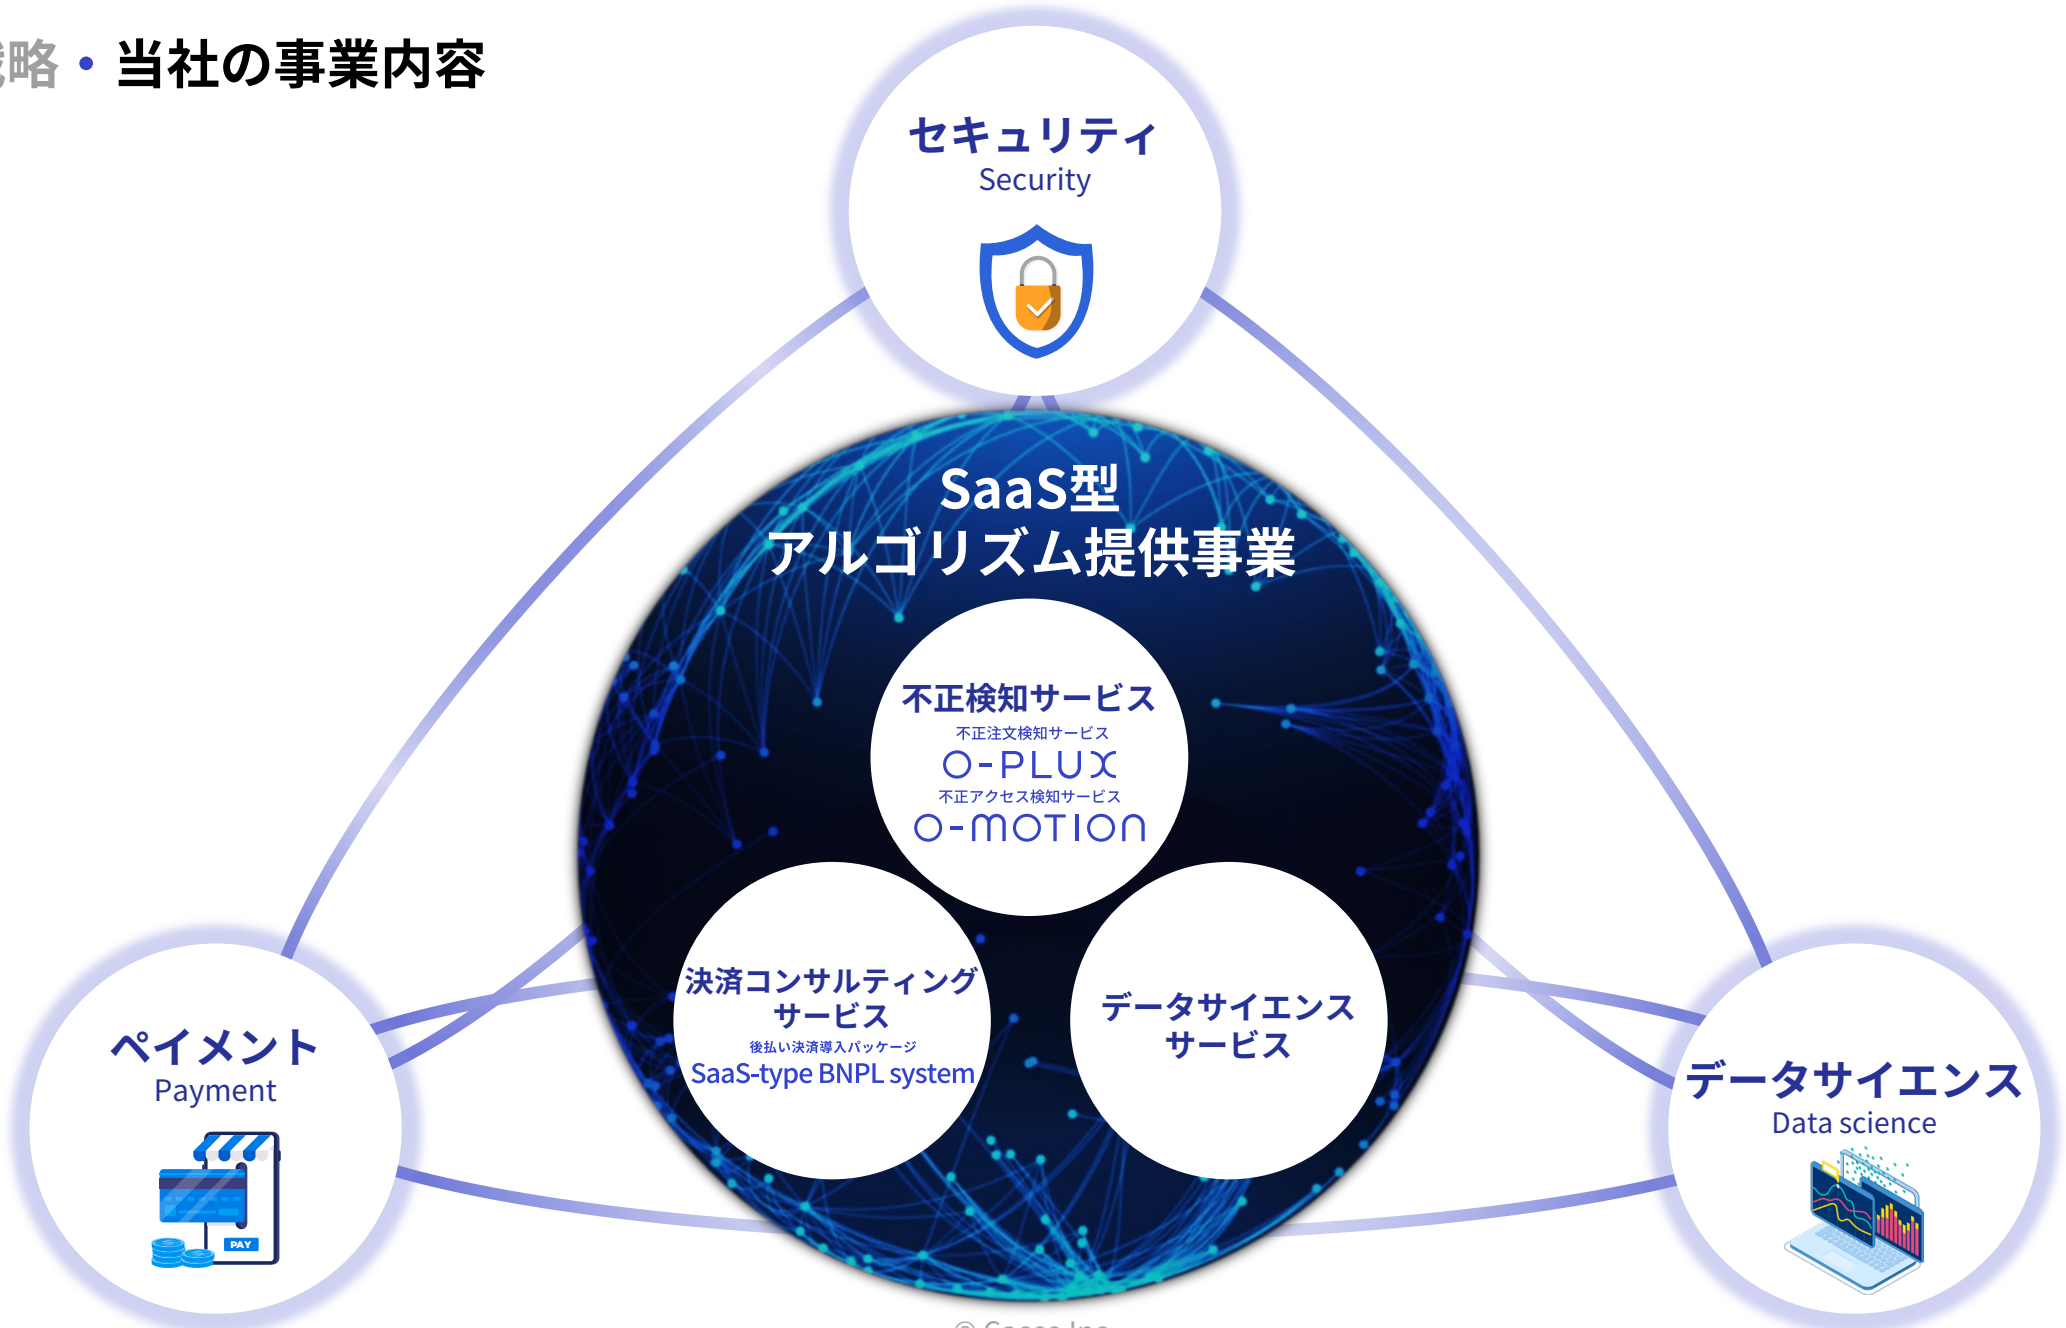 略・当社の事業内容
セキュリティ
Security
SaaS型
アルゴリズム提供事業
不正検知サービス
不正注文検知サービス
O-PLUX
不正アクセス検知サービス
O-MOTION
決済コンサルティング
サービス
後払い決済導入パッケージ
SaaS-type BNPL system
データサイエンス
サービス
ペイメント
Payment
PAY
データサイエンス
Data science